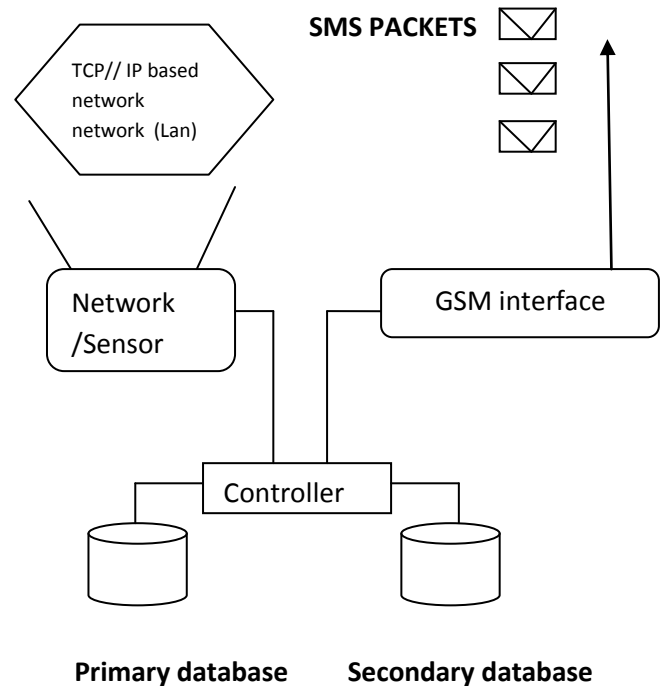 SMS PACKETS
TCP// IP based
network
network (Lan)
Network
/Sensor
GSM interface
Controller
Primary database
Secondary database